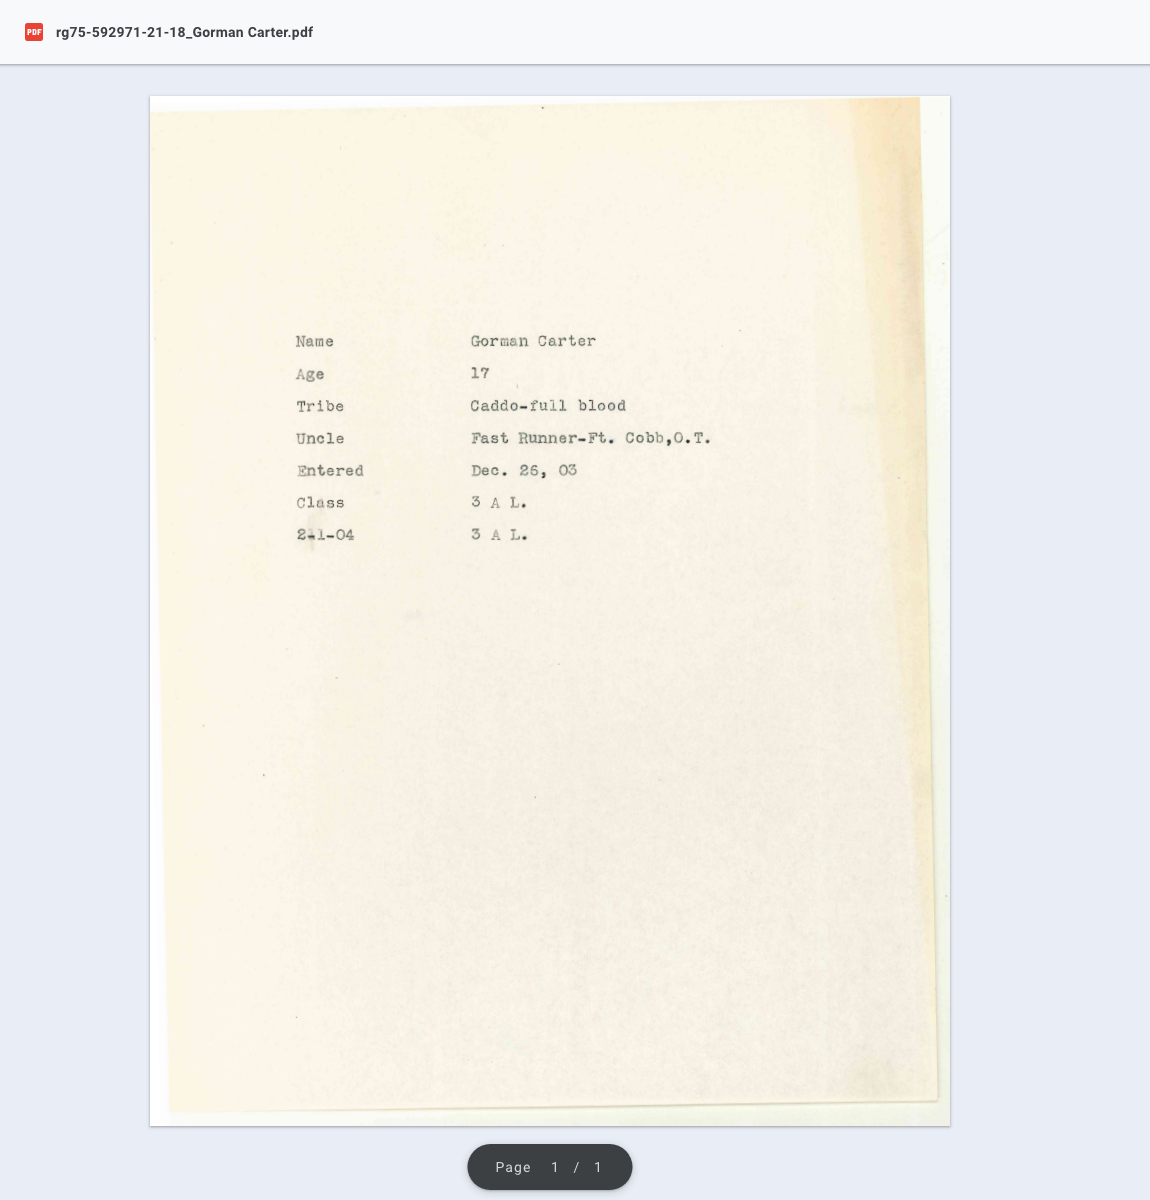 PDF
rg75-592971-21-18_Gorman Carter.pdf
Name Gorman Carter
Age 17
Tribe Caddo-full blood
Uncle Fast Runner-Ft. Cobb,O.T.
Entered Dec. 26, 03
Class 3 A L.
2-1-04 3 A L.
Page 1 / 1